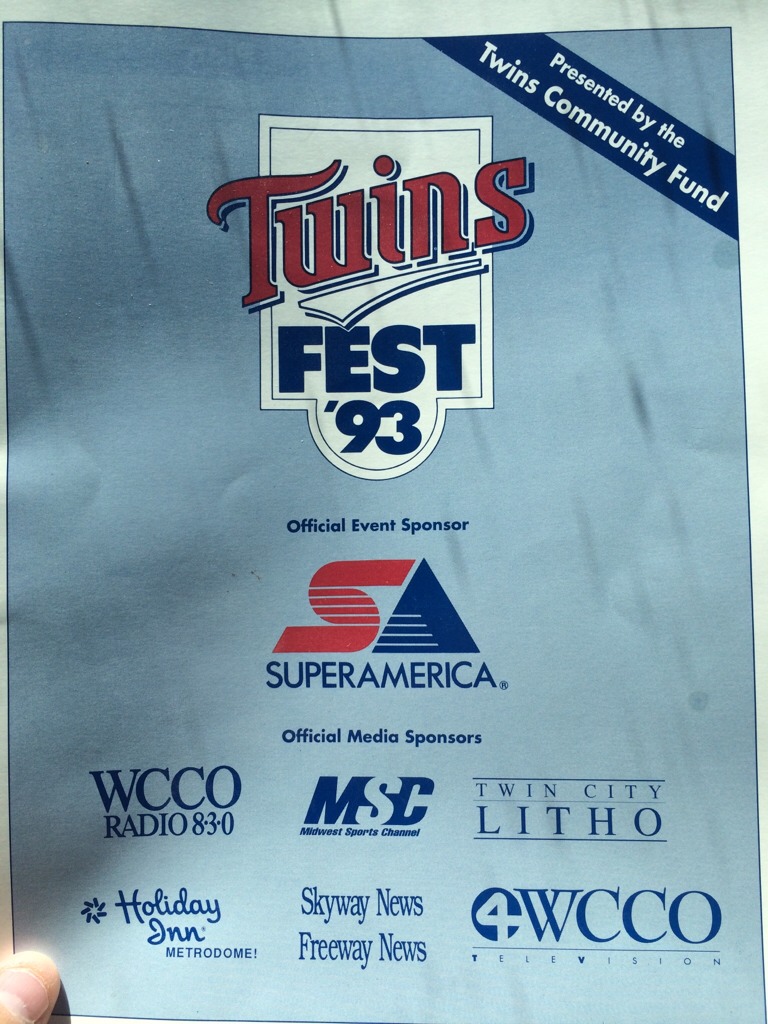 Presented by the
Twins Community Fund
Twins
FEST
'93
Official Event Sponsor
SA
SUPERAMERICA®
Official Media Sponsors
WCCO
RADIO 8·3·0
MSC
Midwest Sports Channel
TWIN CITY
LITHO
Holiday
Inn®
METRODOME!
Skyway News
Freeway News
4WCCO
TELEVISION